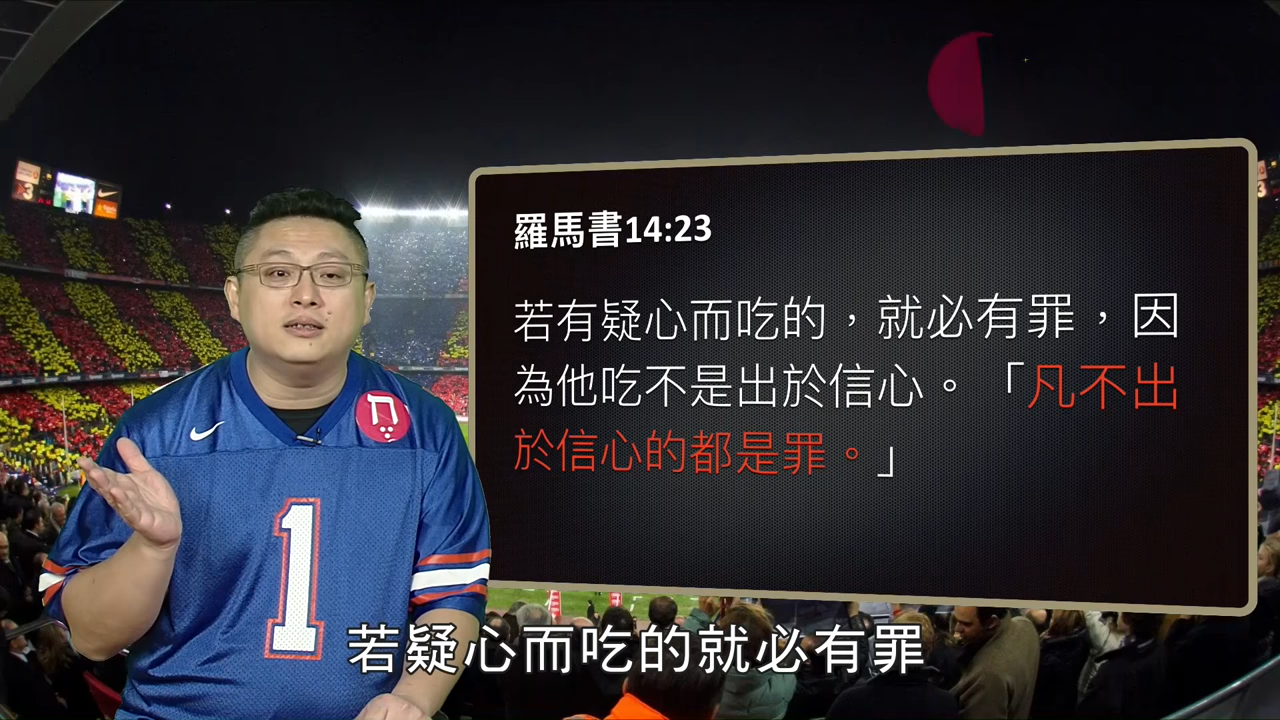 羅馬書14:23
若有疑心而吃的，就必有罪，因
為他吃不是出於信心。「凡不出
於信心的都是罪。」
ת
1
若疑心而吃的就必有罪